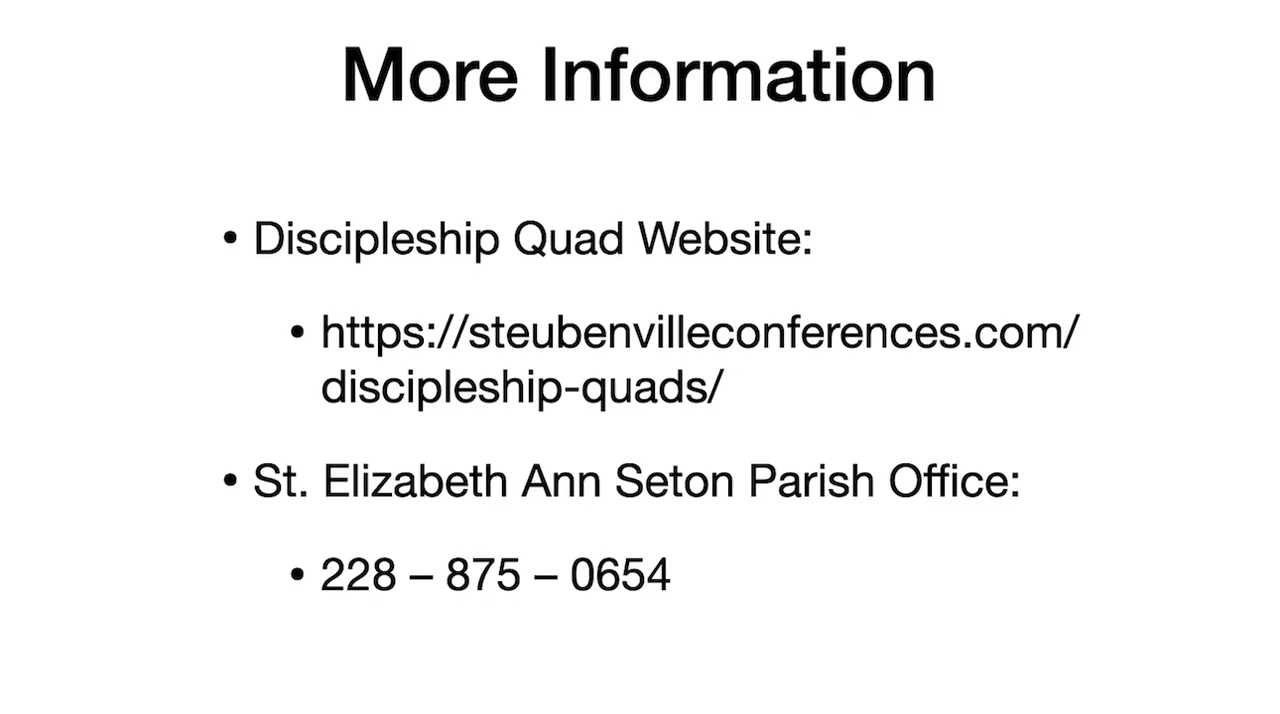 More Information
• Discipleship Quad Website:
• https://steubenvilleconferences.com/
discipleship-quads/
• St. Elizabeth Ann Seton Parish Office:
• 228 – 875 – 0654